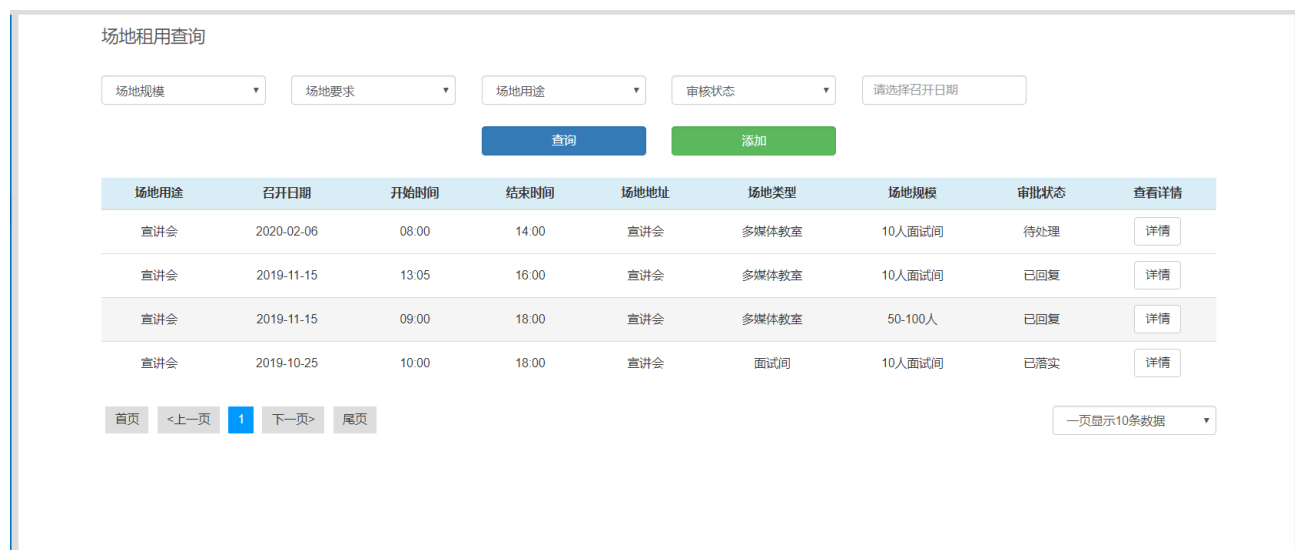 场地租用查询
场地规模 场地要求 场地用途 审核状态 请选择召开日期
查询 添加
场地用途 召开日期 开始时间 结束时间 场地地址 场地类型 场地规模 审批状态 查看详情
宣讲会 2020-02-06 08:00 14:00 宣讲会 多媒体教室 10人面试间 待处理 详情
宣讲会 2019-11-15 13:05 16:00 宣讲会 多媒体教室 10人面试间 已回复 详情
宣讲会 2019-11-15 09:00 18:00 宣讲会 多媒体教室 50-100人 已回复 详情
宣讲会 2019-10-25 10:00 18:00 宣讲会 面试间 10人面试间 已落实 详情
首页 <上一页 1 下一页> 尾页 一页显示10条数据